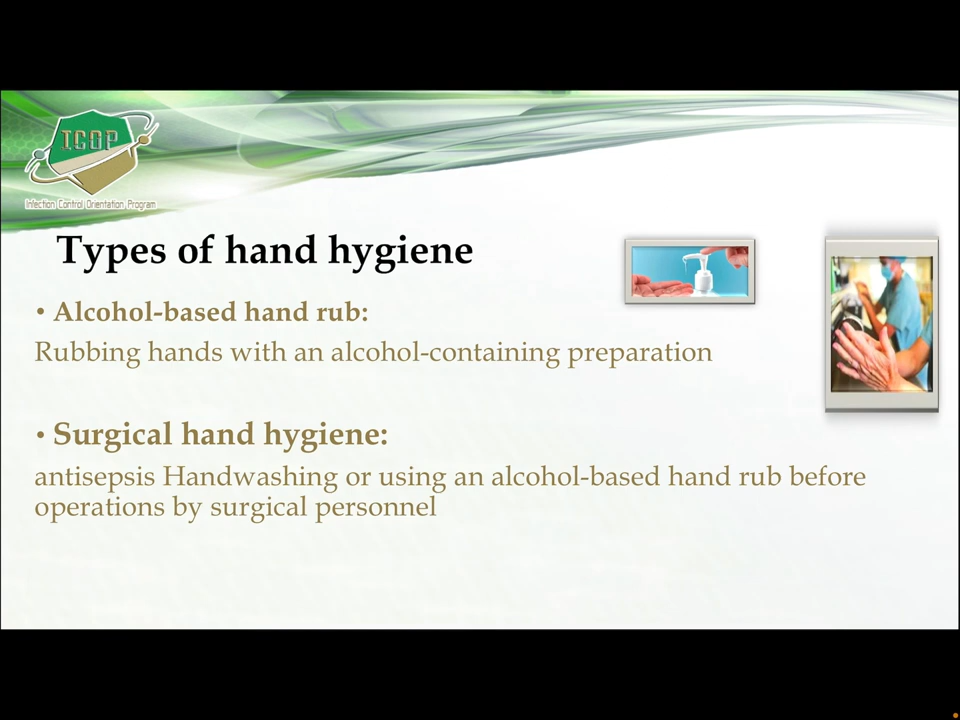 ICOP
Infection Control Orientation Program
Types of hand hygiene
• Alcohol-based hand rub:
Rubbing hands with an alcohol-containing preparation
• Surgical hand hygiene:
antisepsis Handwashing or using an alcohol-based hand rub before
operations by surgical personnel